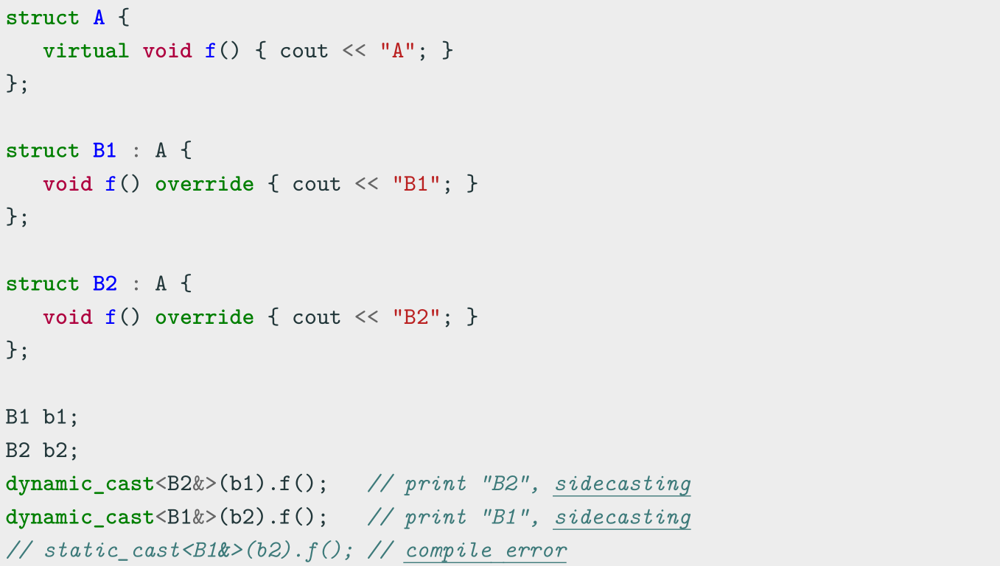 struct A {
   virtual void f() { cout << "A"; }
};

struct B1 : A {
   void f() override { cout << "B1"; }
};

struct B2 : A {
   void f() override { cout << "B2"; }
};

B1 b1;
B2 b2;
dynamic_cast<B2&>(b1).f();   // print "B2", sidecasting
dynamic_cast<B1&>(b2).f();   // print "B1", sidecasting
// static_cast<B1&>(b2).f(); // compile error